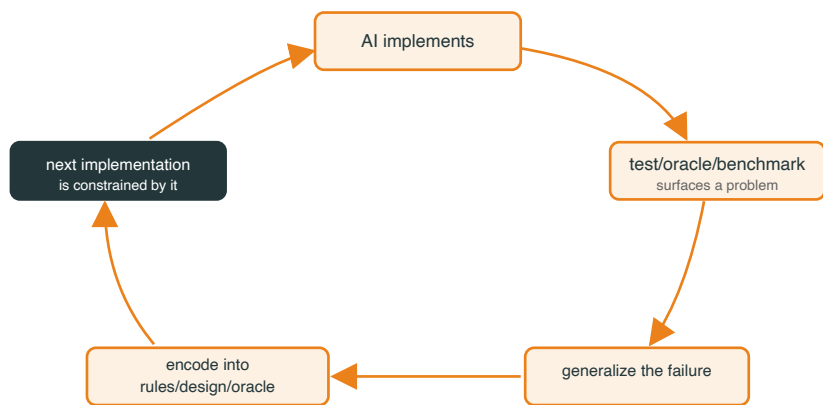 AI implements
test/oracle/benchmark
surfaces a problem
generalize the failure
encode into
rules/design/oracle
next implementation
is constrained by it